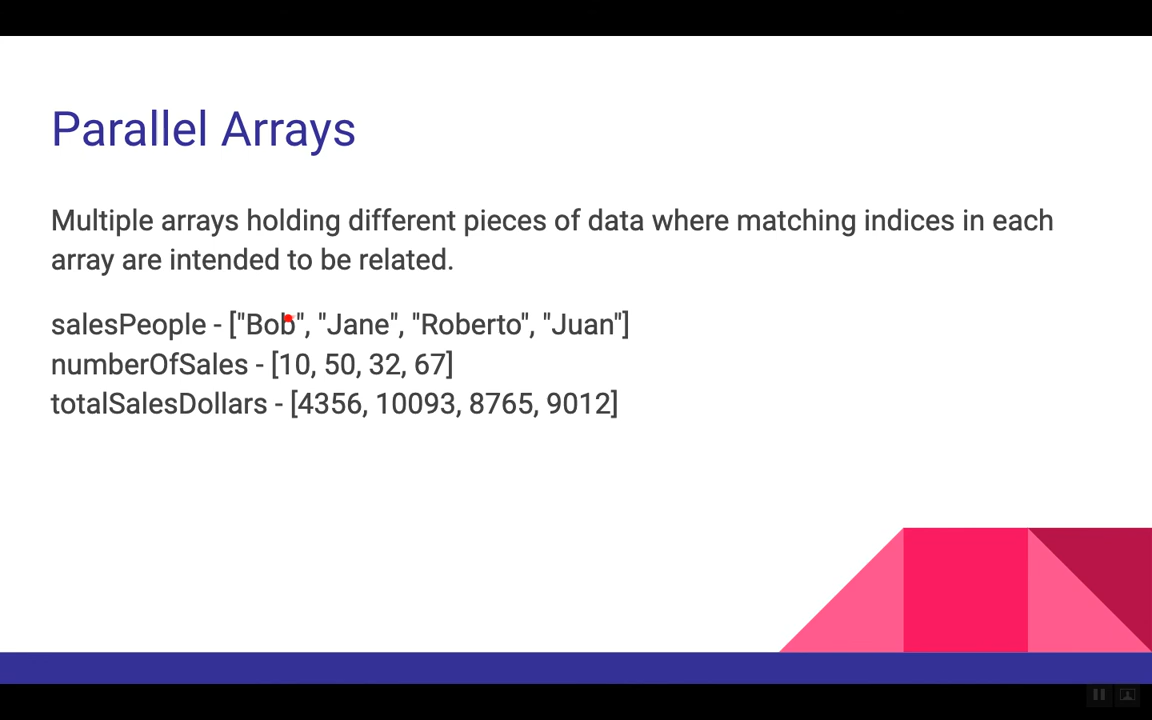 Parallel Arrays
Multiple arrays holding different pieces of data where matching indices in each
array are intended to be related.
salesPeople - ["Bob", "Jane", "Roberto", "Juan"]
numberOfSales - [10, 50, 32, 67]
totalSalesDollars - [4356, 10093, 8765, 9012]